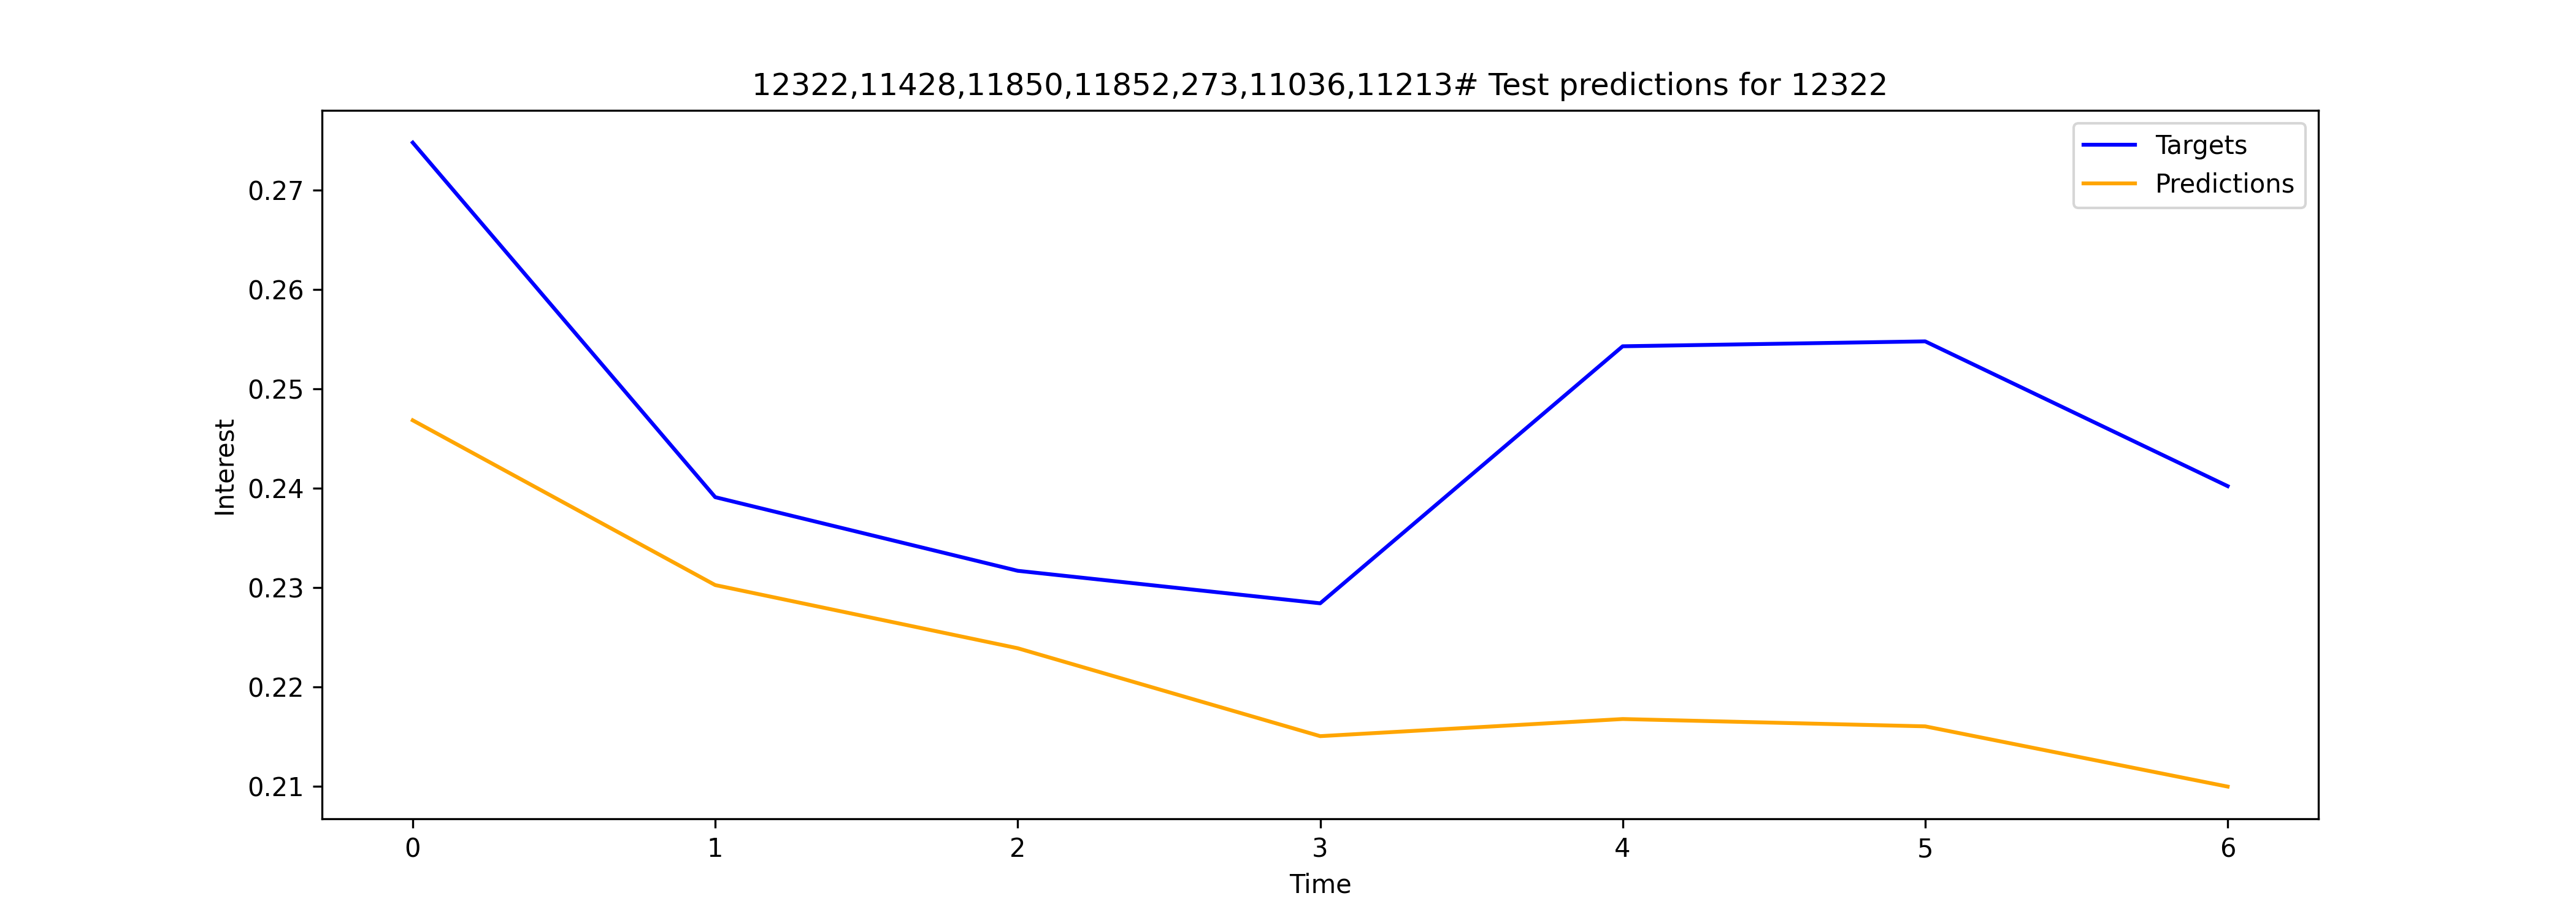 12322,11428,11850,11852,273,11036,11213# Test predictions for 12322
Targets
Predictions
0.27
0.26
0.25
0.24
0.23
0.22
0.21
Interest
0 1 2 3 4 5 6
Time